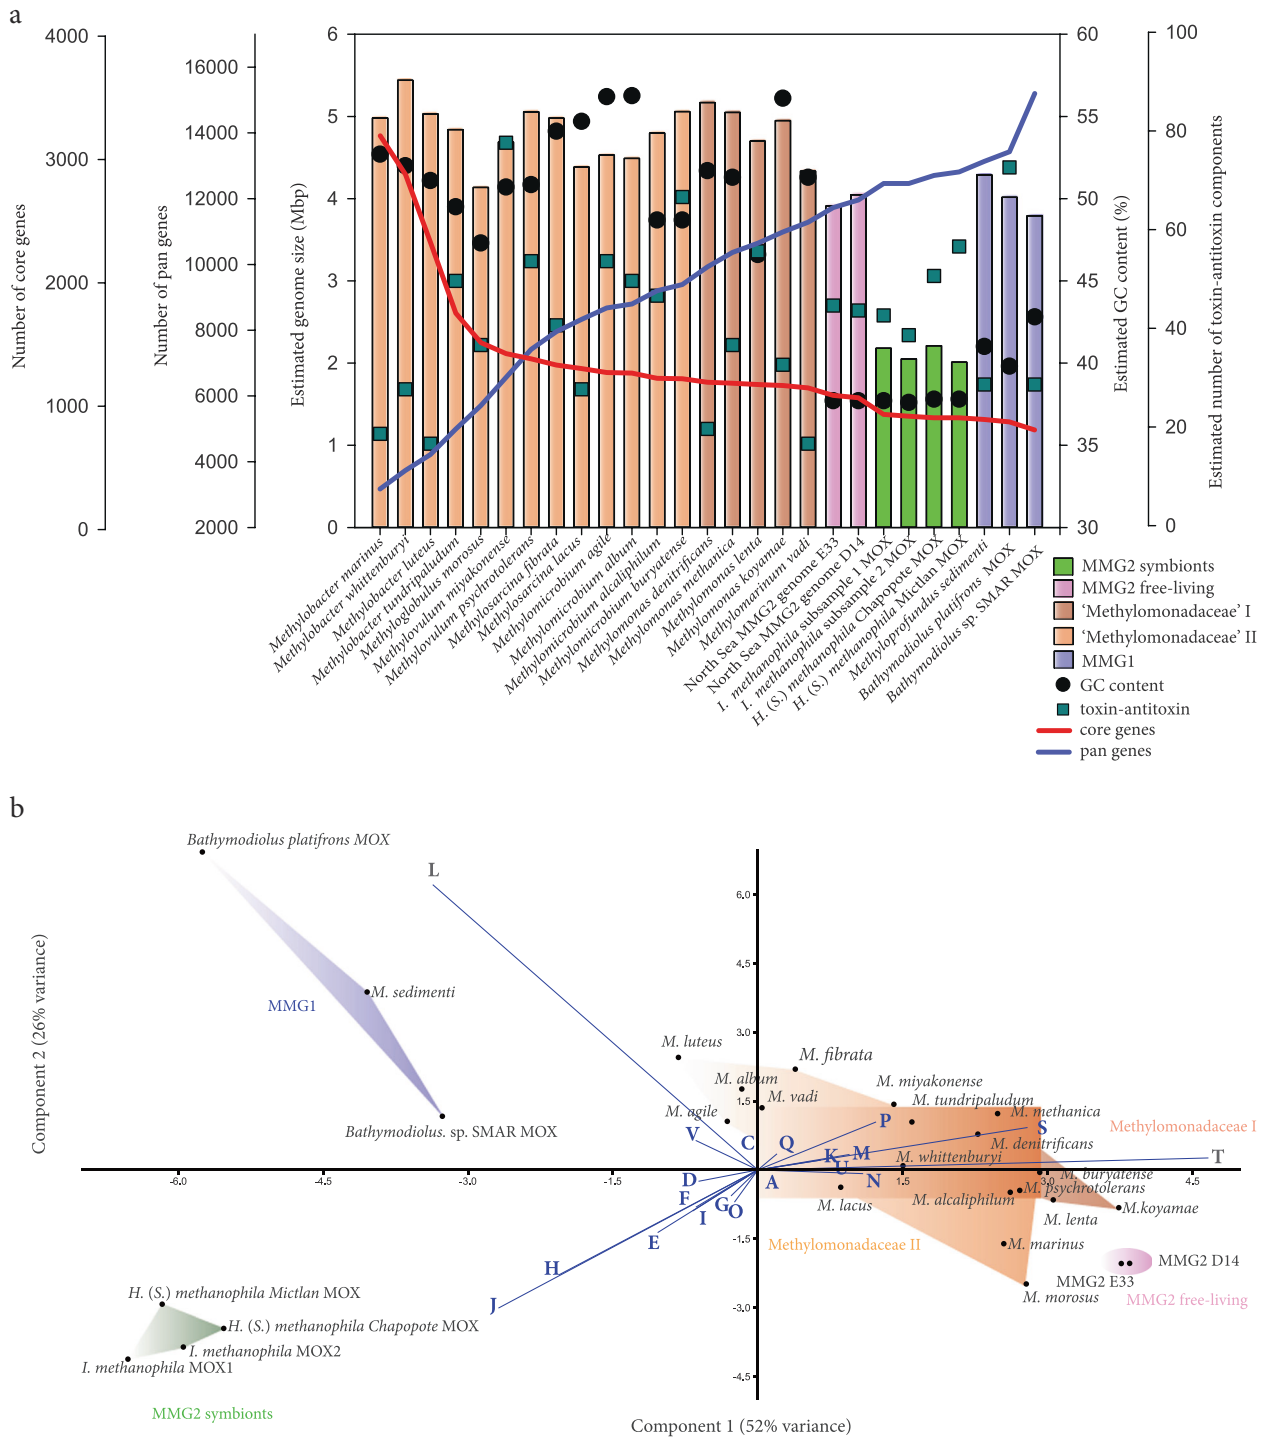 a
4000
3000
2000
1000
0
Number of core genes
16000
14000
12000
10000
8000
6000
4000
2000
Number of pan genes
6
5
4
3
2
1
0
Estimated genome size (Mbp)
60
55
50
45
40
35
30
Estimated GC content (%)
100
80
60
40
20
0
Estimated number of toxin-antitoxin components
Methylobacter marinus
Methylobacter whittenburyi
Methylobacter luteus
Methylobacter tundripaludum
Methyloglobulus morosus
Methylovulum miyakonense
Methylovulum psychrotolerans
Methylosarcina fibrata
Methylosarcina lacus
Methylomicrobium agile
Methylomicrobium album
Methylomicrobium alcaliphilum
Methylomicrobium buryatense
Methylomonas denitrificans
Methylomonas methanica
Methylomonas lenta
Methylomonas koyamae
Methylomarinum vadi
North Sea MMG2 genome E33
North Sea MMG2 genome D14
I. methanophila subsample 1 MOX
I. methanophila subsample 2 MOX
H. (S.) methanophila Chapopote MOX
H. (S.) methanophila Mictlan MOX
Methyloprofundus sedimenti
Bathymodiolus platifrons MOX
Bathymodiolus sp. SMAR MOX
MMG2 symbionts
MMG2 free-living
‘Methylomonadaceae’ I
‘Methylomonadaceae’ II
MMG1
GC content
toxin-antitoxin
core genes
pan genes
b
Bathymodiolus platifrons MOX
L
6.0
4.5
M. sedimenti
MMG1
3.0
M. luteus
M. fibrata
M. album
M. miyakonense
M. vadi
1.5
M. tundripaludum
M. agile
M. methanica
P
S
Methylomonadaceae I
Bathymodiolus. sp. SMAR MOX
V
C
Q
M. denitrificans
K
M
M. whittenburyi
T
U
-6.0
-4.5
-3.0
-1.5
D
A
N
1.5
3.0
4.5
M. buryatense
M. psychrotolerans
F
G
O
I
M. lacus
M. alcaliphilum
M.koyamae
M. lenta
E
-1.5
Methylomonadaceae II
M. marinus
MMG2 D14
H
MMG2 E33
H. (S.) methanophila Mictlan MOX
M. morosus
MMG2 free-living
J
-3.0
H. (S.) methanophila Chapopote MOX
I. methanophila MOX2
I. methanophila MOX1
-4.5
MMG2 symbionts
Component 1 (52% variance)
Component 2 (26% variance)